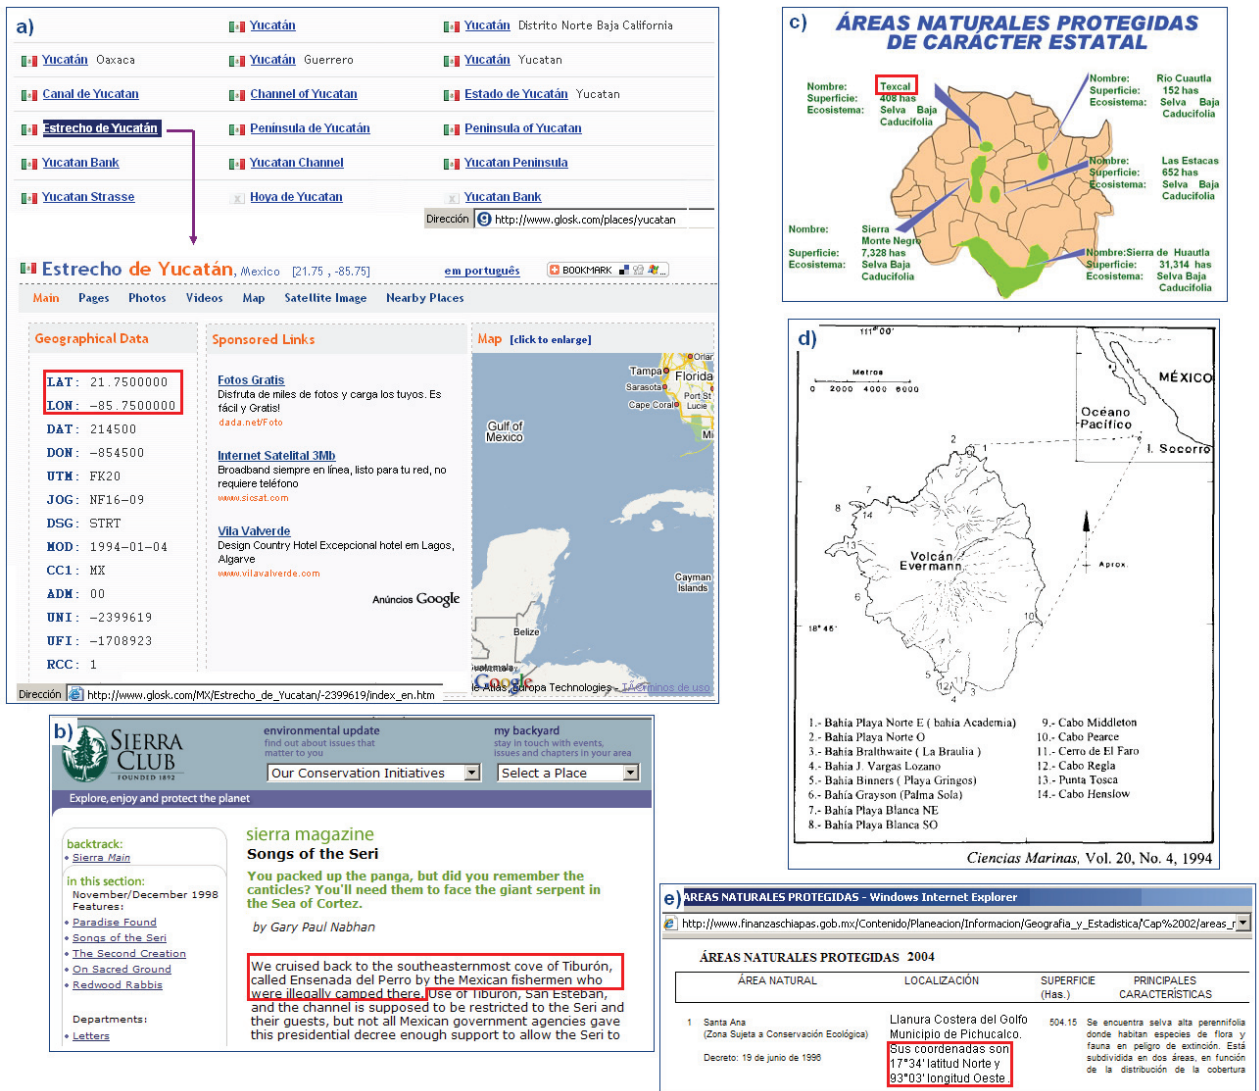 a)
Yucatán
Yucatán Distrito Norte Baja California
Yucatán Oaxaca
Yucatán Guerrero
Yucatán Yucatan
Canal de Yucatan
Channel of Yucatan
Estado de Yucatán Yucatan
Estrecho de Yucatán
Península de Yucatán
Peninsula of Yucatan
Yucatan Bank
Yucatan Channel
Yucatan Peninsula
Yucatan Strasse
Hoya de Yucatan
Yucatan Bank
Dirección http://www.glosk.com/places/yucatan
Estrecho de Yucatán, Mexico [21.75 , -85.75]
em português
BOOKMARK
Main Pages Photos Videos Map Satellite Image Nearby Places
Geographical Data
LAT: 21.7500000
LON: -85.7500000
DAT: 214500
DON: -854500
UTM: FK20
JOG: NF16-09
DSG: STRT
MOD: 1994-01-04
CC1: MX
ADM: 00
UNI: -2399619
UFI: -1708923
RCC: 1
Sponsored Links
Fotos Gratis
Disfruta de miles de fotos y carga los tuyos. Es
fácil y Gratis!
dada.net/Foto
Internet Satelital 3Mb
Broadband siempre en línea, listo para tu red, no
requiere teléfono
www.sicsat.com
Vila Valverde
Design Country Hotel Excepcional hotel em Lagos,
Algarve
www.vilavalverde.com
Anúncios Google
Map [click to enlarge]
Tampa
Florida
Sarasota
Port St
Cape Coral
Lucie
Gulf of
Mexico
Cayman
Islands
Belize
Google
Europa Technologies - TÃ©rminos de uso
Dirección http://www.glosk.com/MX/Estrecho_de_Yucatan/-2399619/index_en.htm
b)
SIERRA
CLUB
FOUNDED 1892
environmental update
find out about issues that
matter to you
Our Conservation Initiatives
my backyard
stay in touch with events,
issues and chapters in your area
Select a Place
Explore, enjoy and protect the planet
backtrack:
• Sierra Main
in this section:
November/December 1998
Features:
• Paradise Found
• Songs of the Seri
• The Second Creation
• On Sacred Ground
• Redwood Rabbis
Departments:
• Letters
sierra magazine
Songs of the Seri
You packed up the panga, but did you remember the
canticles? You'll need them to face the giant serpent in
the Sea of Cortez.
by Gary Paul Nabhan
We cruised back to the southeasternmost cove of Tiburón,
called Ensenada del Perro by the Mexican fishermen who
were illegally camped there. Use of Tiburón, San Esteban,
and the channel is supposed to be restricted to the Seri and
their guests, but not all Mexican government agencies gave
this presidential decree enough support to allow the Seri to
c)
ÁREAS NATURALES PROTEGIDAS
DE CARÁCTER ESTATAL
Nombre: Texcal
Superficie: 408 has
Ecosistema: Selva Baja
Caducifolia
Nombre: Río Cuautla
Superficie: 152 has
Ecosistema: Selva Baja
Caducifolia
Nombre: Las Estacas
Superficie: 652 has
Ecosistema: Selva Baja
Caducifolia
Nombre: Sierra
Monte Negro
Superficie: 7,328 has
Ecosistema: Selva Baja
Caducifolia
Nombre:Sierra de Huautla
Superficie: 31,314 has
Ecosistema: Selva Baja
Caducifolia
d)
111°00'
Metros
0 2000 4000 6000
MÉXICO
Océano
Pacífico
I. Socorro
2
1
7
8
14
13
Volcán
Evermann
Aprox.
6
10
18°45'
5
12
11
3
4
1.- Bahía Playa Norte E ( bahía Academia)
2.- Bahía Playa Norte O
3.- Bahía Bralthwaite ( La Braulia )
4.- Bahía J. Vargas Lozano
5.- Bahía Binners ( Playa Gringos)
6.- Bahía Grayson (Palma Sola)
7.- Bahía Playa Blanca NE
8.- Bahía Playa Blanca SO
9.- Cabo Middleton
10.- Cabo Pearce
11.- Cerro de El Faro
12.- Cabo Regla
13.- Punta Tosca
14.- Cabo Henslow
Ciencias Marinas, Vol. 20, No. 4, 1994
e)
AREAS NATURALES PROTEGIDAS - Windows Internet Explorer
http://www.finanzaschiapas.gob.mx/Contenido/Planeacion/Informacion/Geografia_y_Estadistica/Cap%2002/areas_r
ÁREAS NATURALES PROTEGIDAS 2004
ÁREA NATURAL
LOCALIZACIÓN
SUPERFICIE
(Has.)
PRINCIPALES
CARACTERÍSTICAS
1 Santa Ana
(Zona Sujeta a Conservación Ecológica)
Decreto: 19 de junio de 1996
Llanura Costera del Golfo
Municipio de Pichucalco.
Sus coordenadas son
17°34' latitud Norte y
93°03' longitud Oeste.
504.15
Se encuentra selva alta perennifolia
donde habitan especies de flora y
fauna en peligro de extinción. Está
subdividida en dos áreas, en función
de la distribución de la cobertura